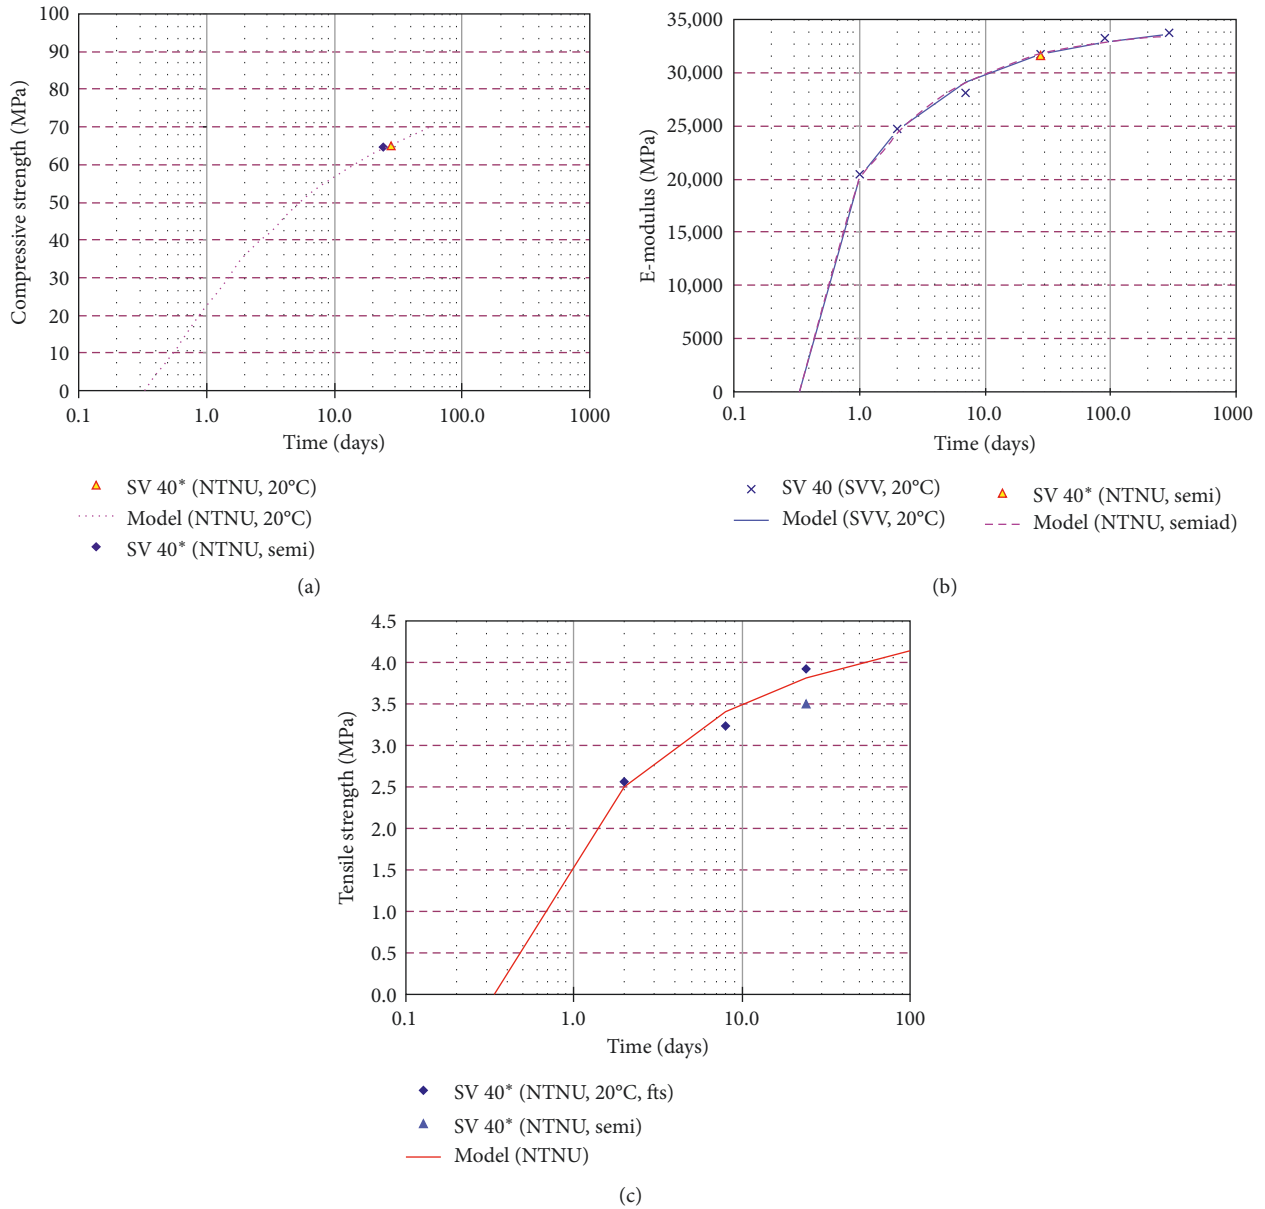 100
90
80
70
60
50
40
30
20
10
0
Compressive strength (MPa)
0.1 1.0 10.0 100.0 1000
Time (days)
SV 40* (NTNU, 20°C)
Model (NTNU, 20°C)
SV 40* (NTNU, semi)
(a)
35,000
30,000
25,000
20,000
15,000
10,000
5000
0
E-modulus (MPa)
0.1 1.0 10.0 100.0 1000
Time (days)
SV 40 (SVV, 20°C)
Model (SVV, 20°C)
SV 40* (NTNU, semi)
Model (NTNU, semiad)
(b)
4.5
4.0
3.5
3.0
2.5
2.0
1.5
1.0
0.5
0.0
Tensile strength (MPa)
0.1 1.0 10.0 100
Time (days)
SV 40* (NTNU, 20°C, fts)
SV 40* (NTNU, semi)
Model (NTNU)
(c)